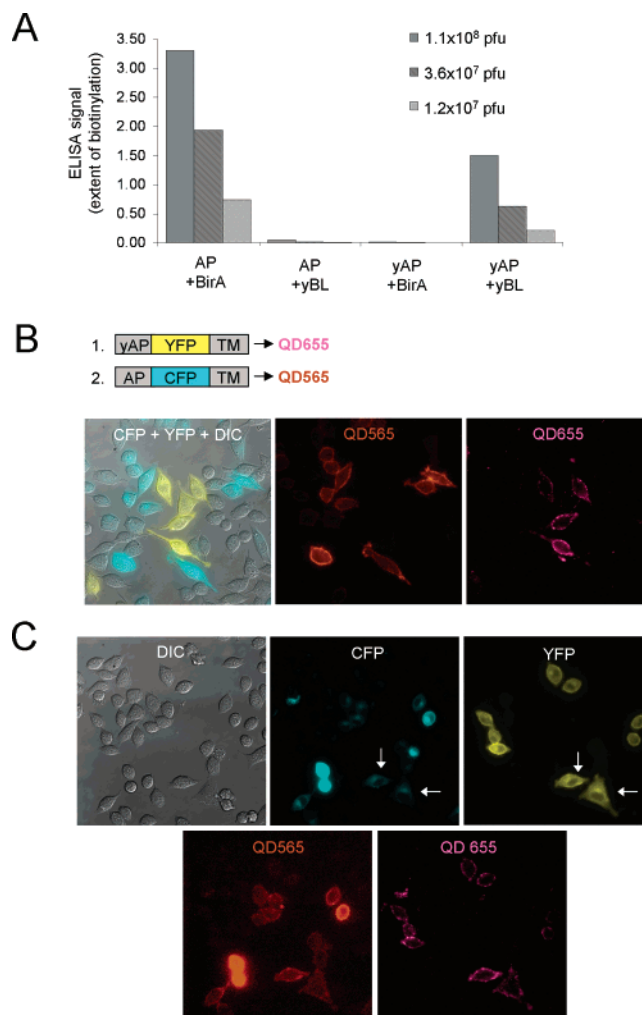 A
ELISA signal
(extent of biotinylation)
3.50
3.00
2.50
2.00
1.50
1.00
0.50
0.00
1.1x10⁸ pfu
3.6x10⁷ pfu
1.2x10⁷ pfu
AP
+BirA
AP
+yBL
yAP
+BirA
yAP
+yBL
B
1. yAP YFP TM QD655
2. AP CFP TM QD565
CFP + YFP + DIC
QD565
QD655
C
DIC
CFP
YFP
QD565
QD 655